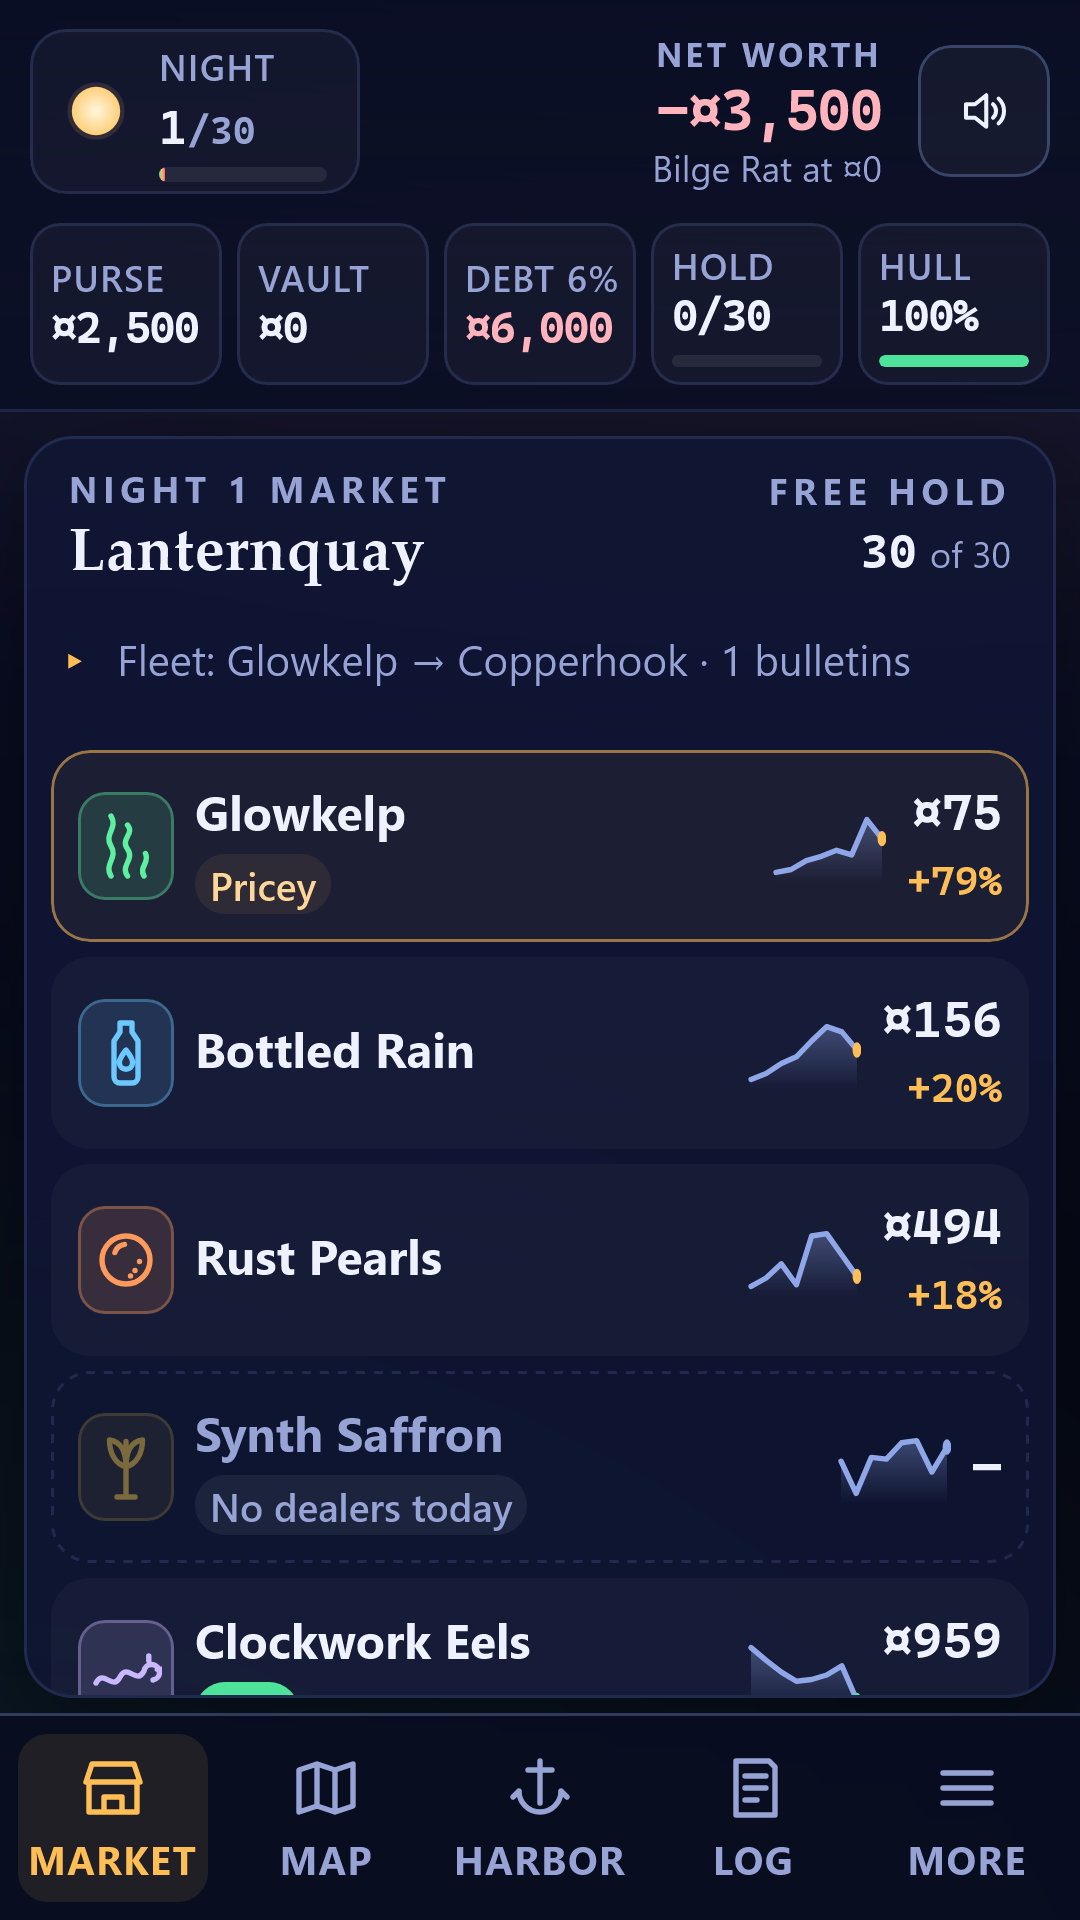 NIGHT
1/30
NET WORTH
−¤3,500
Bilge Rat at ¤0
PURSE
¤2,500
VAULT
¤0
DEBT 6%
¤6,000
HOLD
0/30
HULL
100%
NIGHT 1 MARKET
Lanternquay
FREE HOLD
30 of 30
Fleet: Glowkelp → Copperhook · 1 bulletins
Glowkelp
Pricey
¤75
+79%
Bottled Rain
¤156
+20%
Rust Pearls
¤494
+18%
Synth Saffron
No dealers today
—
Clockwork Eels
¤959
MARKET
MAP
HARBOR
LOG
MORE